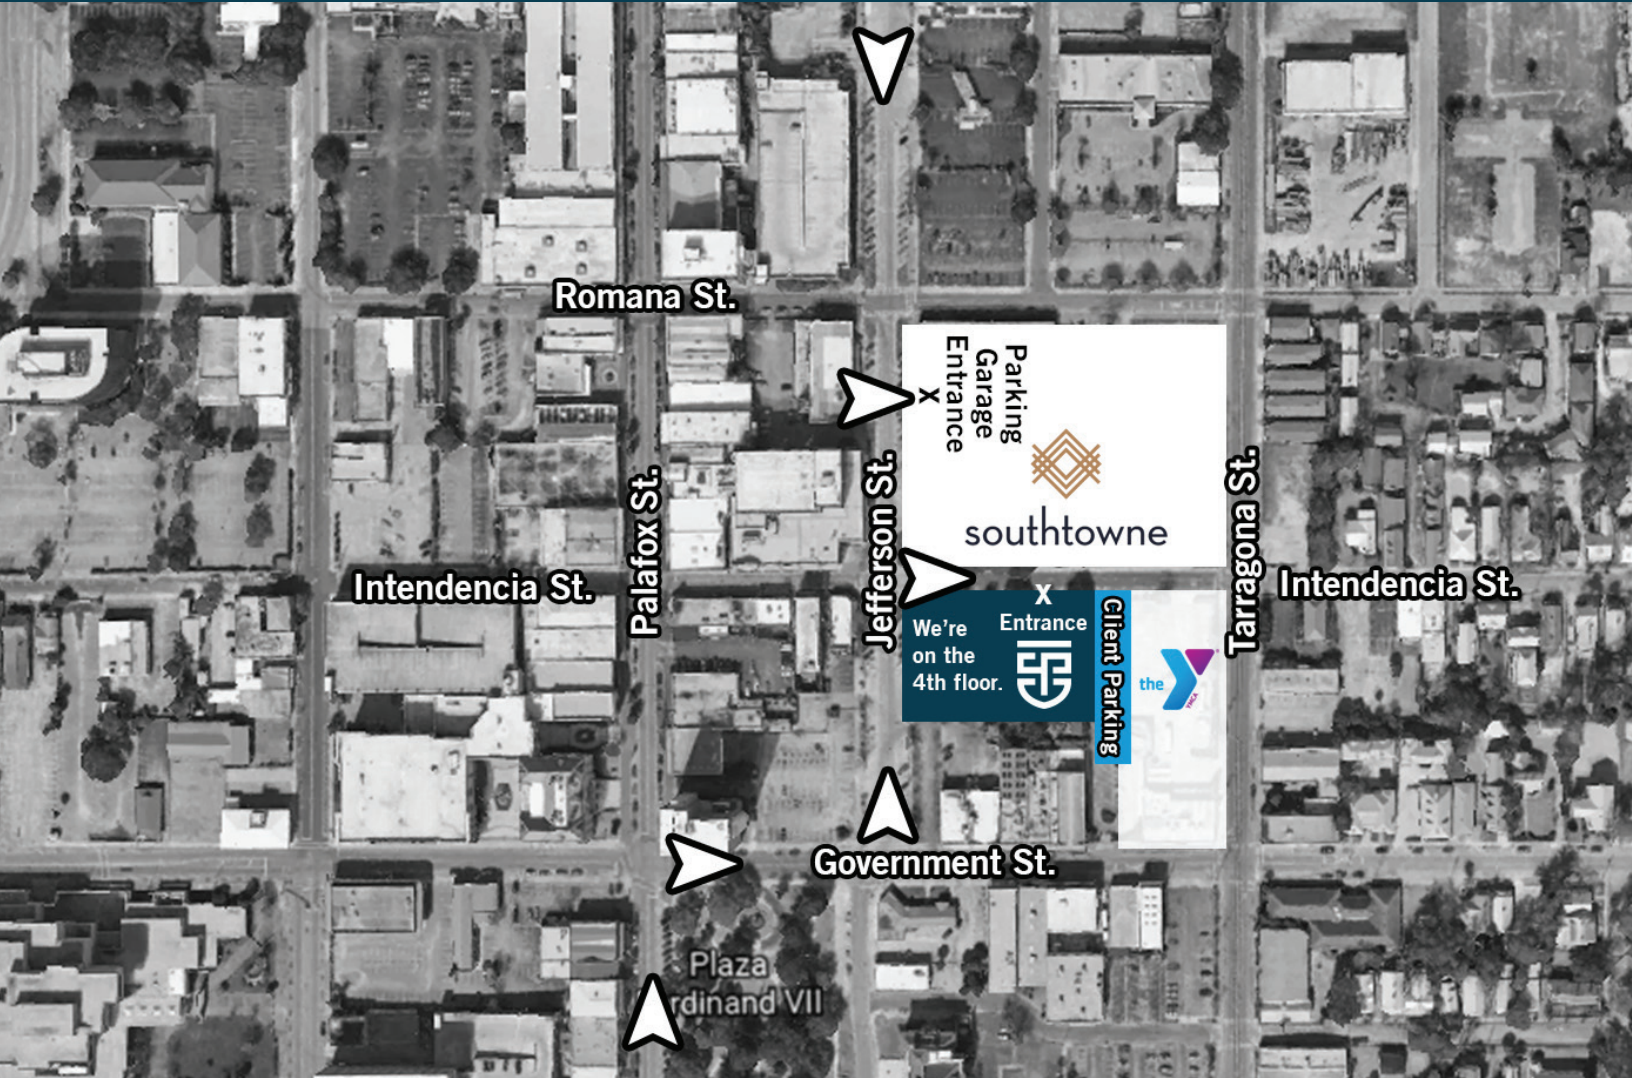 Romana St.
Parking
Garage
Entrance
X
southtowne
Palafox St.
Jefferson St.
Tarragona St.
Intendencia St.
Intendencia St.
X
Entrance
We're
on the
4th floor.
Client Parking
the
YMCA
Government St.
Plaza
rdinand VII